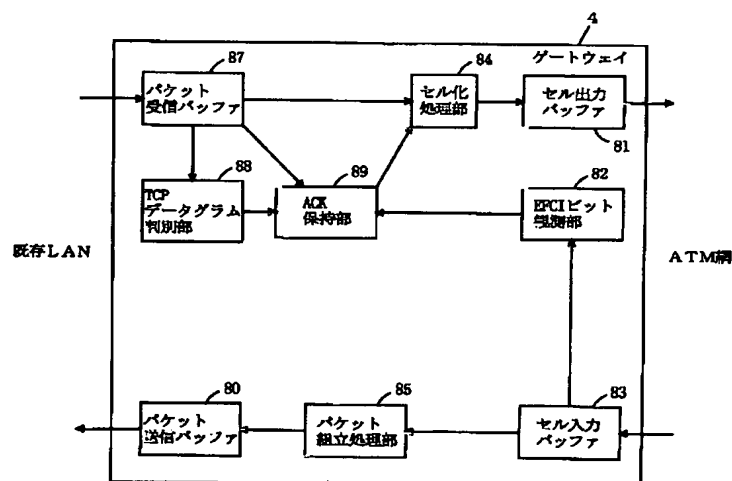 4
ゲートウェイ
87
パケット
受信バッファ
84
セル化
処理部
セル出力
バッファ
81
88
TCP
データグラム
判別部
89
ACK
保持部
82
EFCIビット
観測部
既存LAN
ATM網
80
パケット
送信バッファ
85
パケット
組立処理部
83
セル入力
バッファ